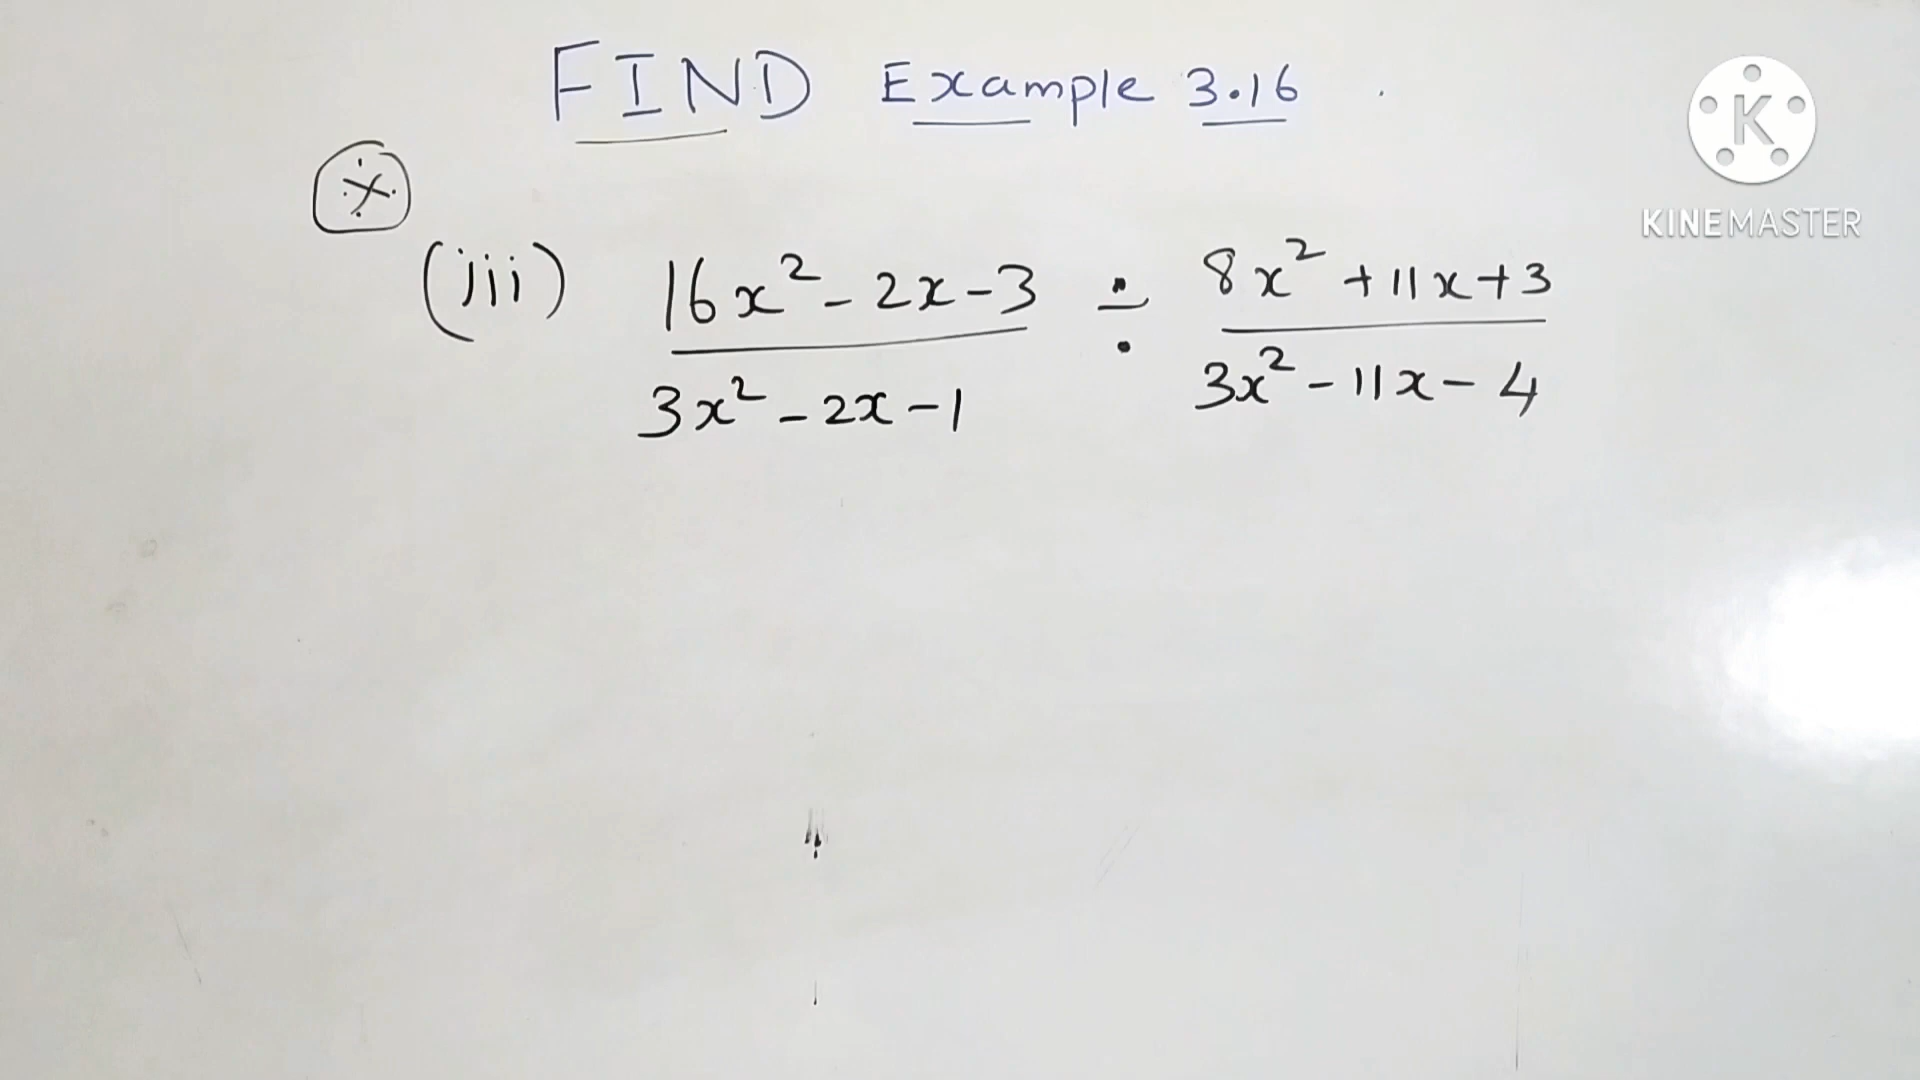 FIND Example 3.16
K
KINEMASTER
(iii) 16x² - 2x - 3 ÷ 8x² + 11x + 3
3x² - 2x - 1 3x² - 11x - 4